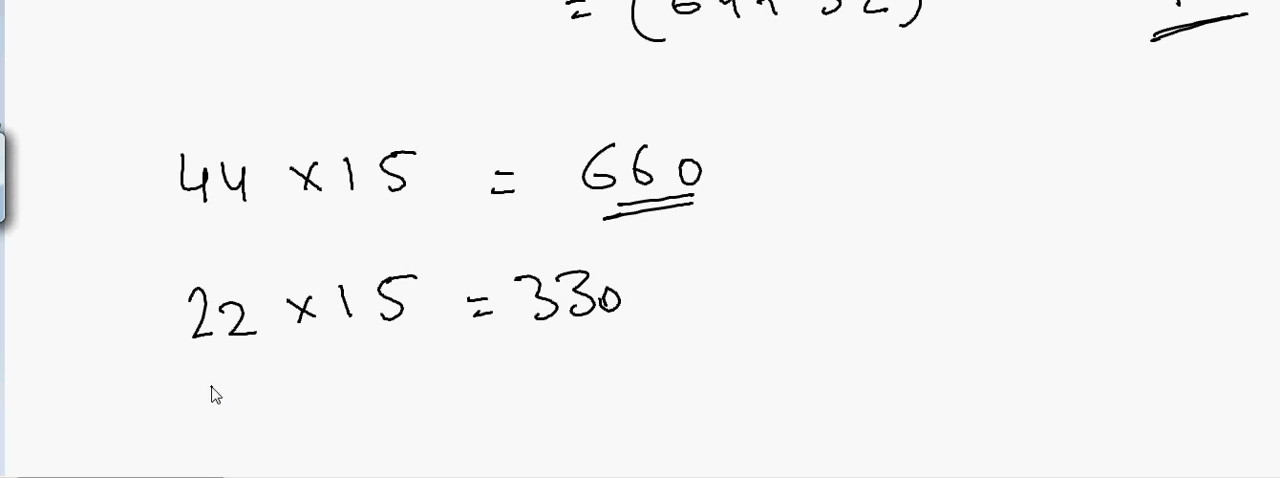 44 × 15 = 660
22 × 15 = 330